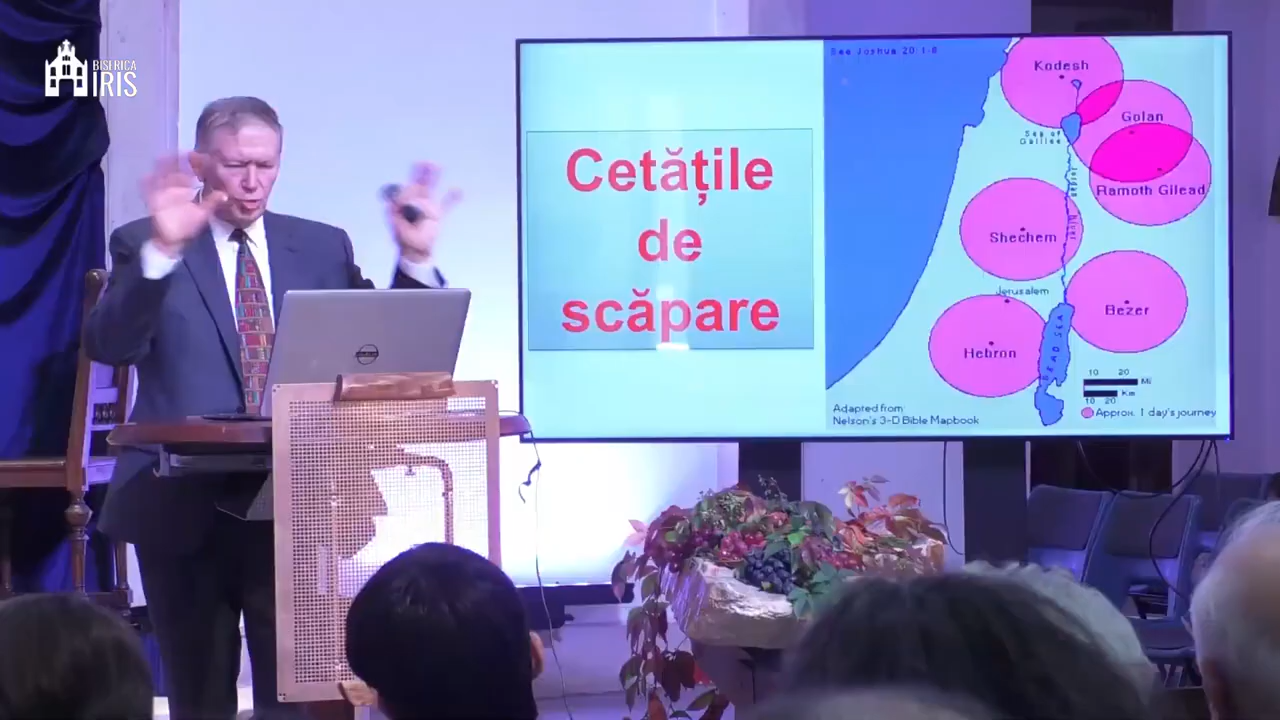 BISERICA
IRIS
Cetățile
de
scăpare
See Joshua 20:1-8
Kedesh
Golan
Sea of
Galilee
Ramoth Gilead
Jordan River
Shechem
Jerusalem
Bezer
Hebron
DEAD SEA
10 20
Mi
Km
10 20
Approx. 1 day's journey
Adapted from:
Nelson's 3-D Bible Mapbook